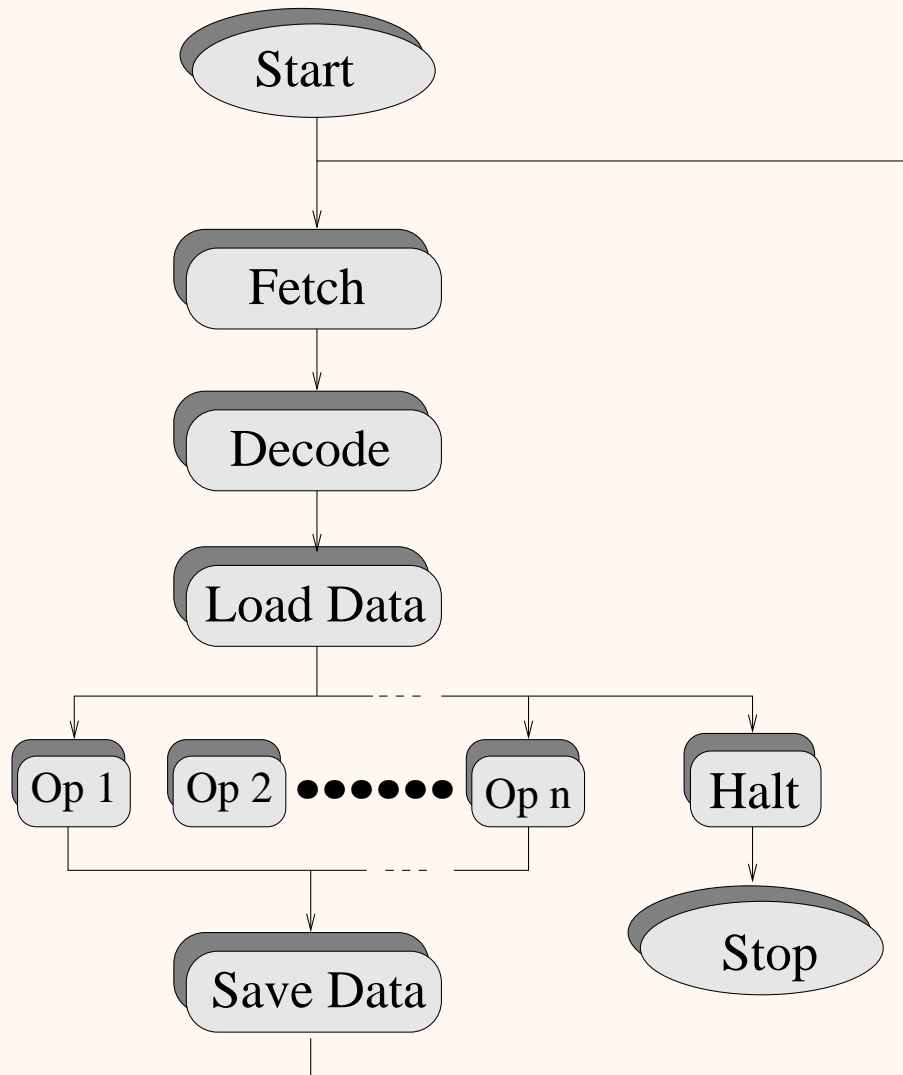 Start
Fetch
Decode
Load Data
Op 1
Op 2
Op n
Halt
Stop
Save Data